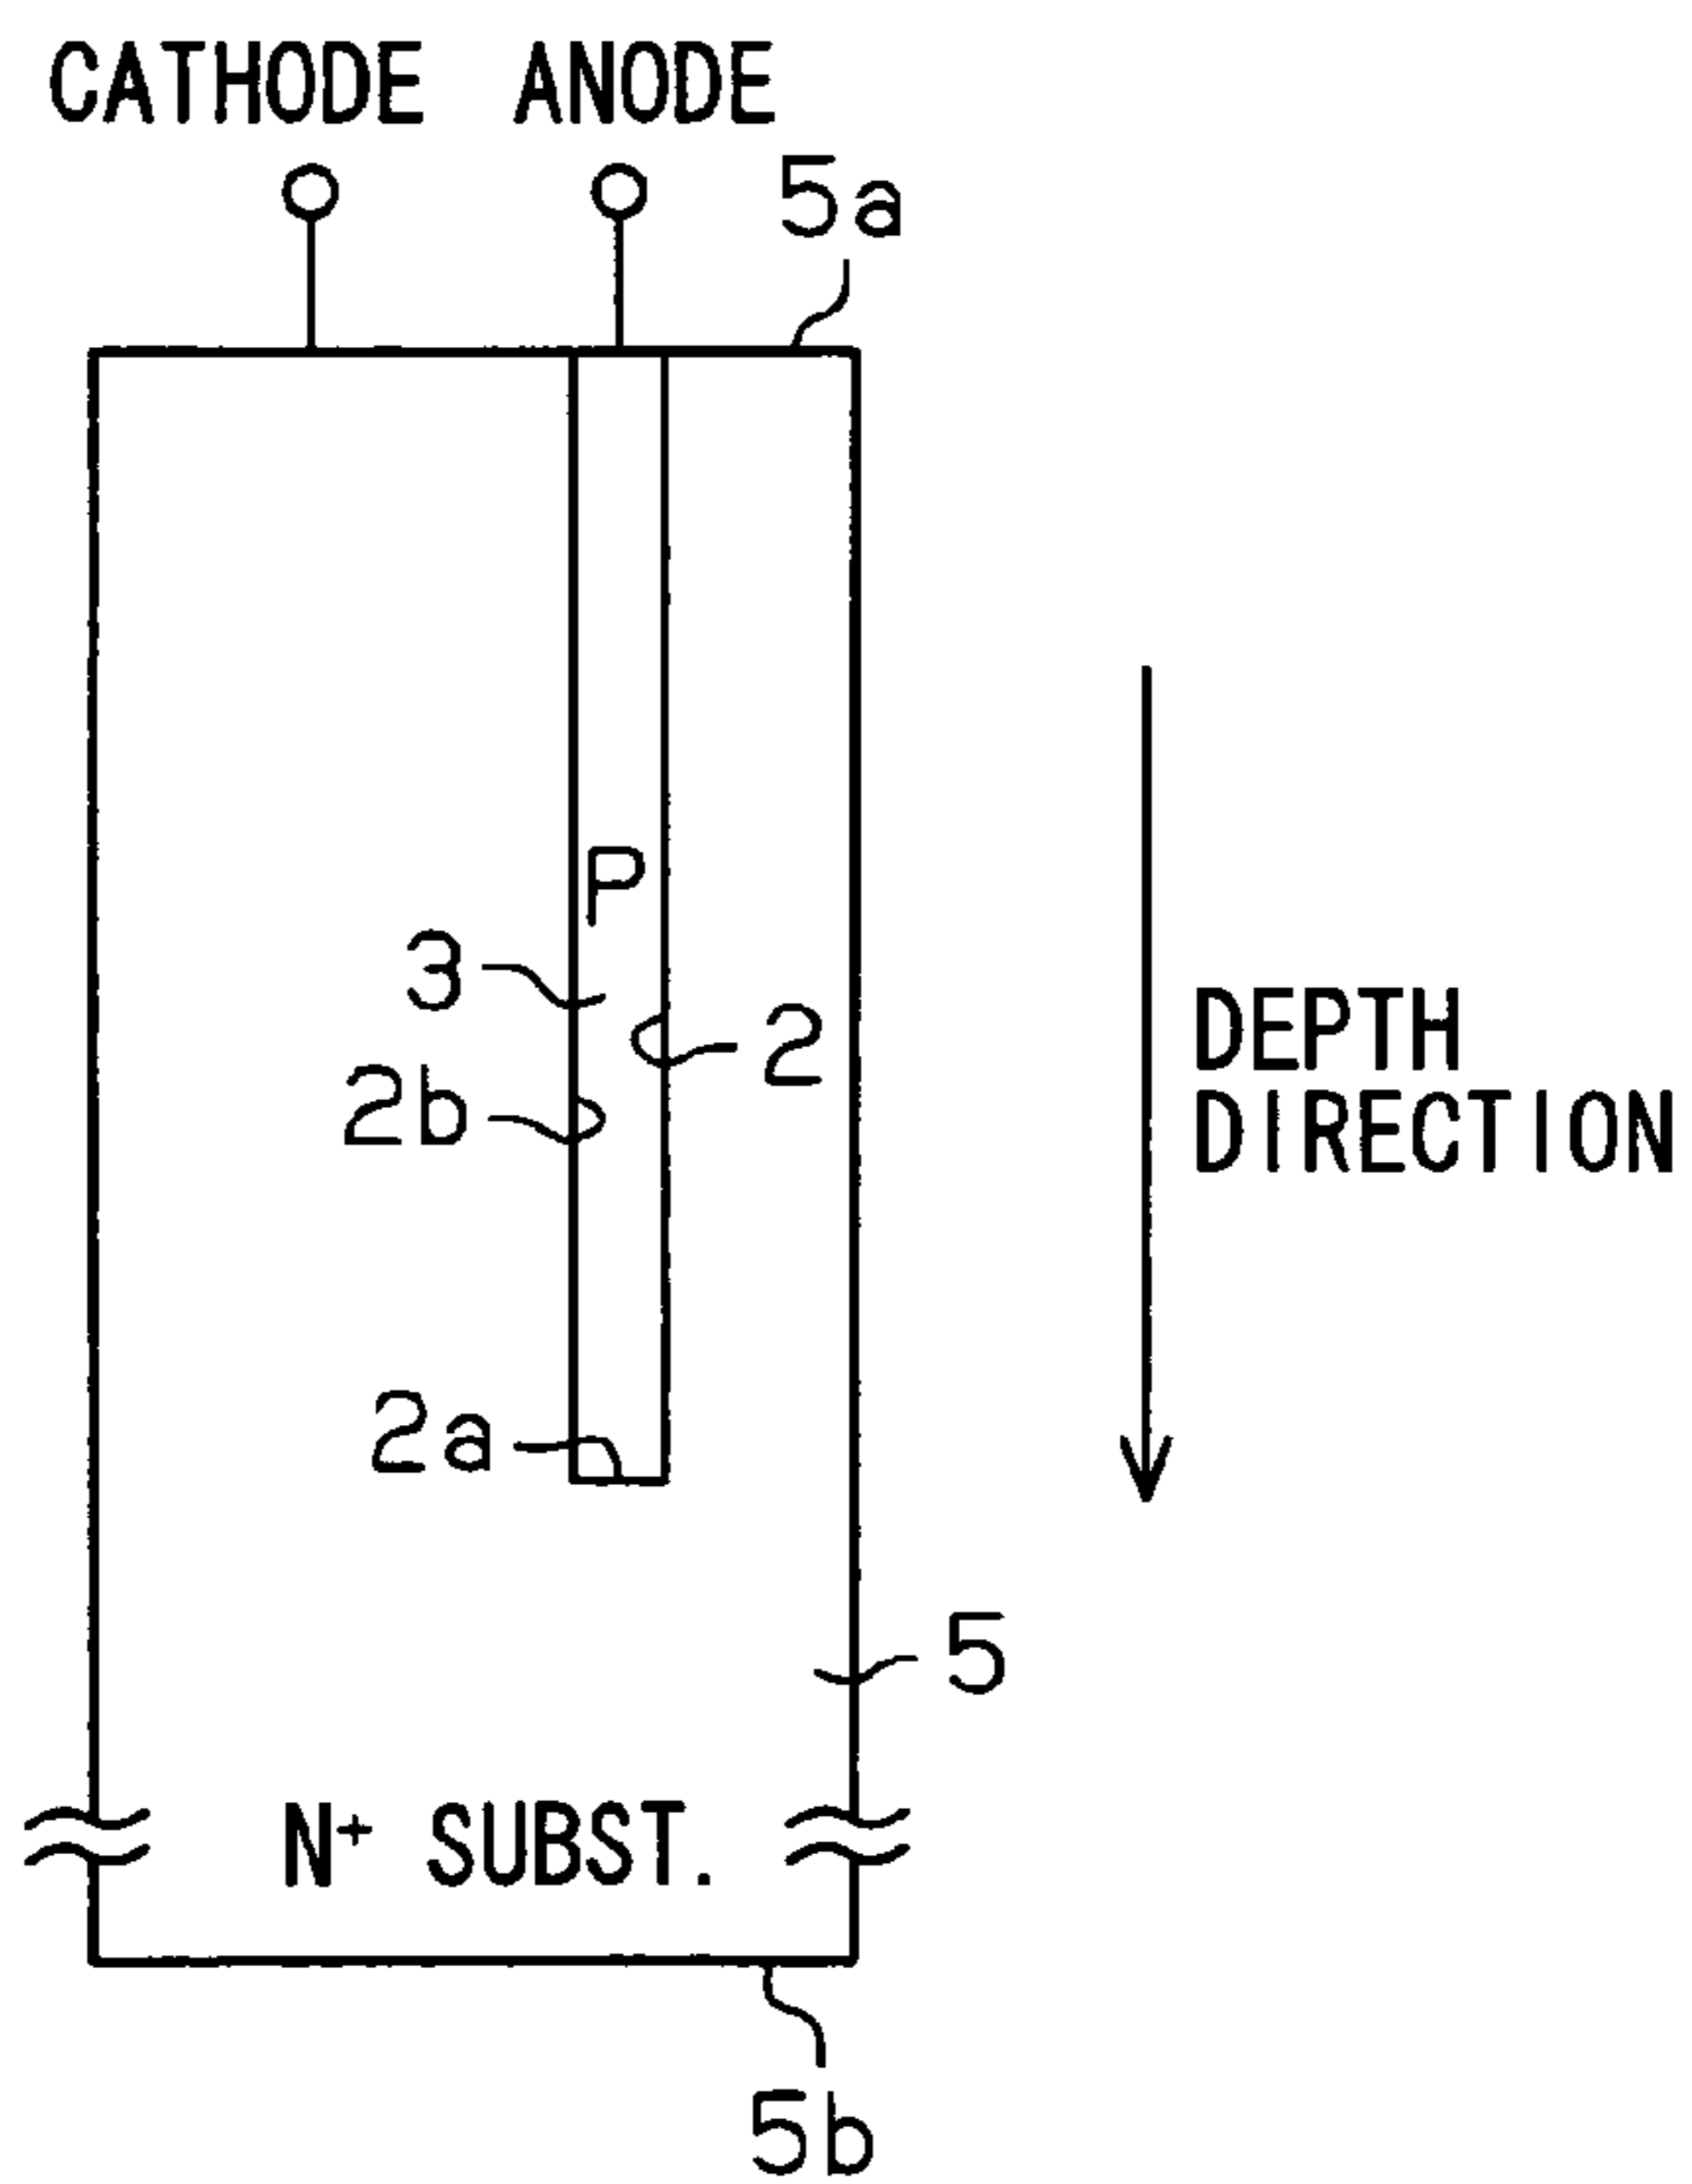 CATHODE ANODE
5a
P
3
2
2b
DEPTH
DIRECTION
2a
5
N+ SUBST.
5b